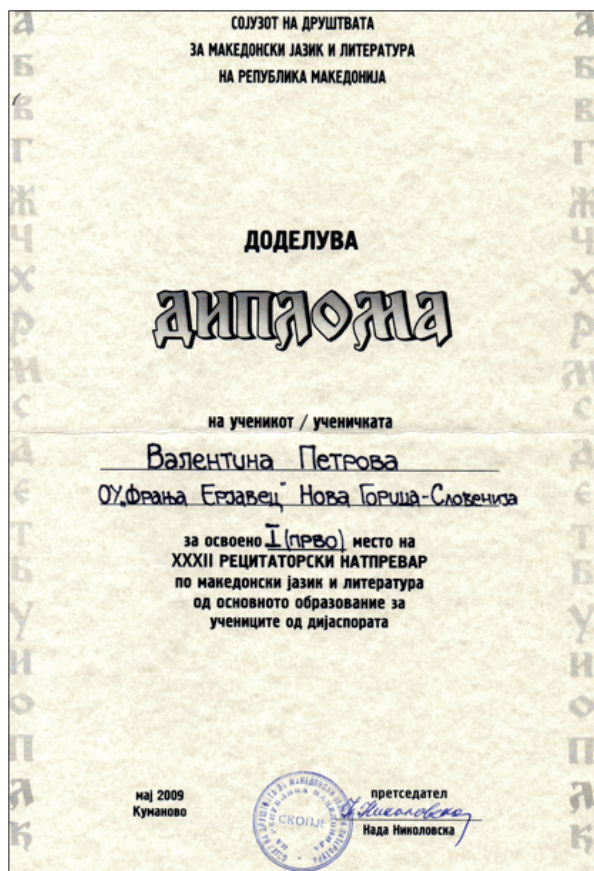 СОЈУЗОТ НА ДРУШТВАТА
ЗА МАКЕДОНСКИ ЈАЗИК И ЛИТЕРАТУРА
НА РЕПУБЛИКА МАКЕДОНИЈА
ДОДЕЛУВА
ДИПЛОМА
на ученикот / ученичката
Валентина Петрова
ОУ„Фрања Ерјавец" Нова Горица-Словенија
за освоено I (прво) место на
XXXII РЕЦИТАТОРСКИ НАТПРЕВАР
по македонски јазик и литература
од основното образование за
учениците од дијаспората
мај 2009
Куманово
претседател
Нада Николовска
СКОПЈЕ